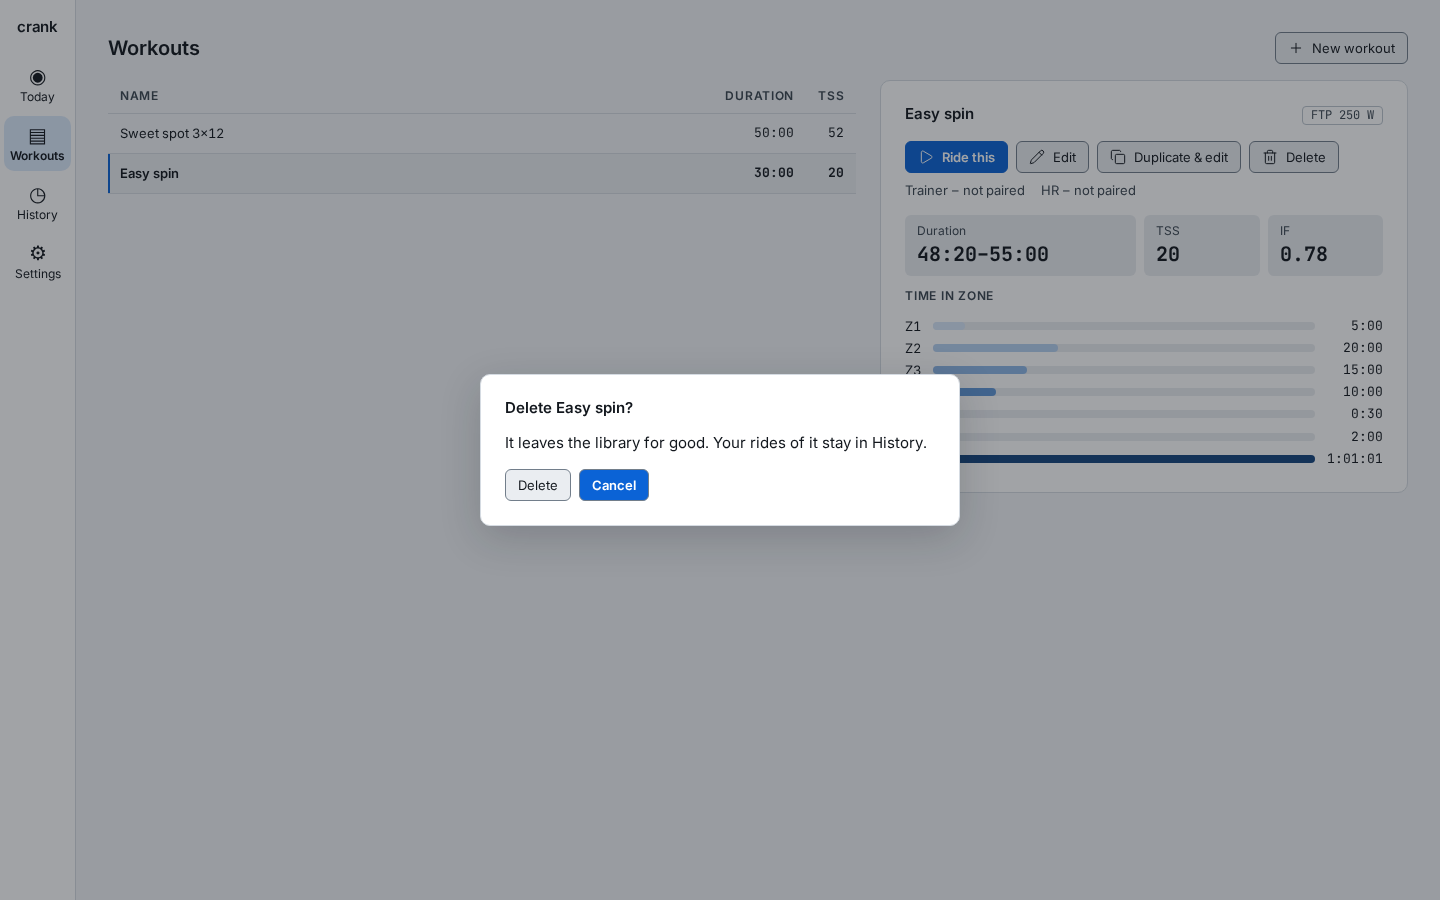 crank
Today
Workouts
History
Settings
Workouts
New workout
NAME DURATION TSS
Sweet spot 3×12 50:00 52
Easy spin 30:00 20
Easy spin FTP 250 W
Ride this Edit Duplicate & edit Delete
Trainer – not paired HR – not paired
Duration TSS IF
48:20–55:00 20 0.78
TIME IN ZONE
Z1 5:00
Z2 20:00
Z3 15:00
10:00
0:30
2:00
1:01:01
Delete Easy spin?
It leaves the library for good. Your rides of it stay in History.
Delete Cancel